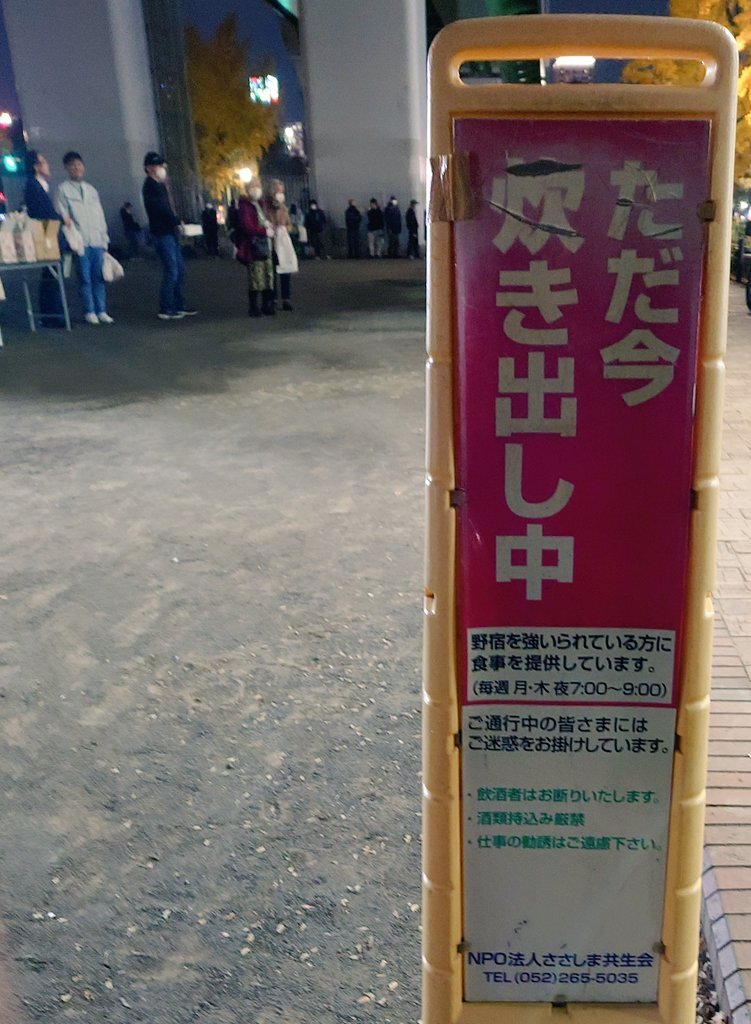 ただ今
炊き出し中
野宿を強いられている方に
食事を提供しています。
(毎週 月・木 夜7:00〜9:00)
ご通行中の皆さまには
ご迷惑をお掛けしています。
・飲酒者はお断りいたします。
・酒類持込み厳禁
・仕事の勧誘はご遠慮下さい。
NPO法人ささしま共生会
TEL(052)265-5035